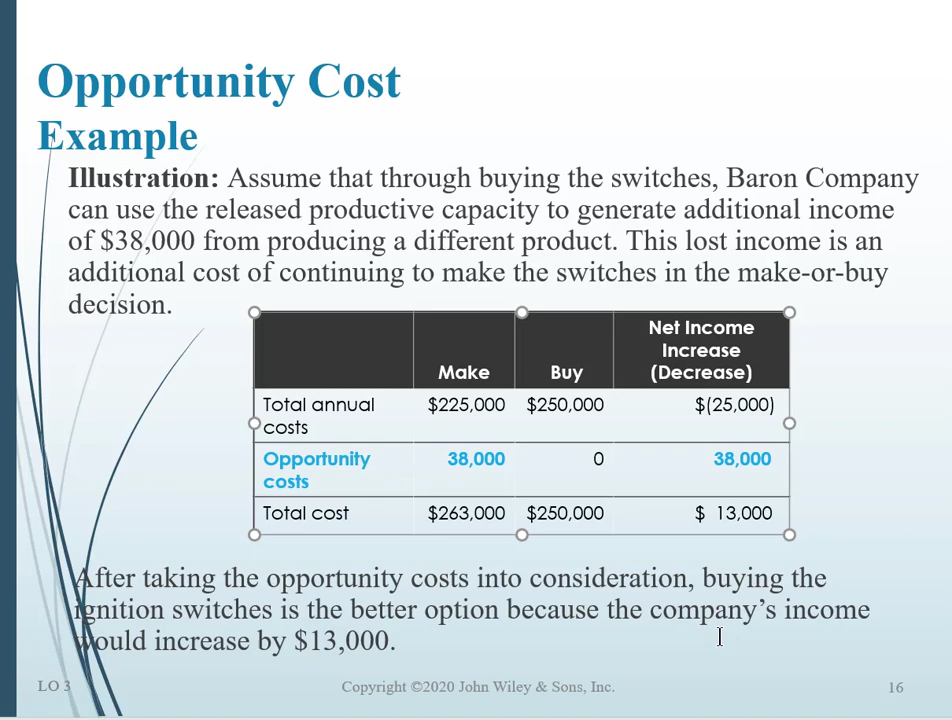 Opportunity Cost
Example
Illustration: Assume that through buying the switches, Baron Company
can use the released productive capacity to generate additional income
of $38,000 from producing a different product. This lost income is an
additional cost of continuing to make the switches in the make-or-buy
decision.
Net Income
Increase
Make Buy (Decrease)
Total annual $225,000 $250,000 $(25,000)
costs
Opportunity 38,000 0 38,000
costs
Total cost $263,000 $250,000 $ 13,000
After taking the opportunity costs into consideration, buying the
ignition switches is the better option because the company’s income
would increase by $13,000.
LO 3 Copyright ©2020 John Wiley & Sons, Inc. 16